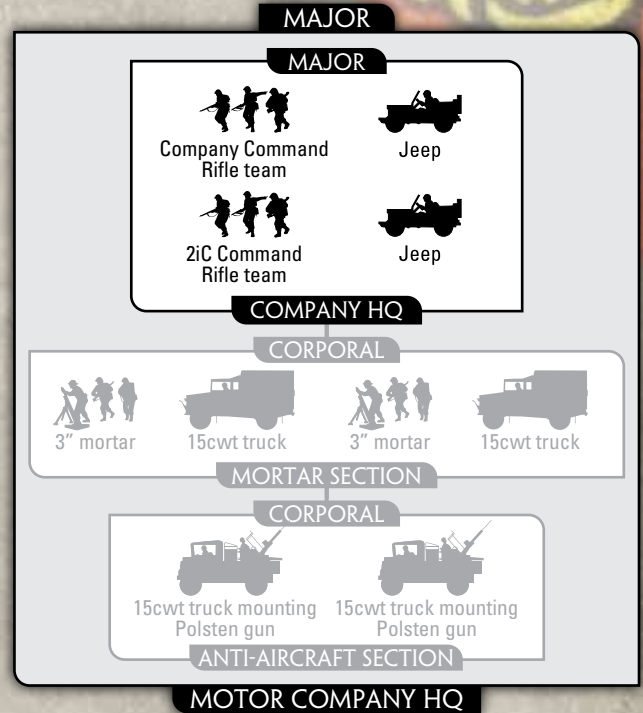 MAJOR
MAJOR
Company Command
Rifle team
Jeep
2iC Command
Rifle team
Jeep
COMPANY HQ
CORPORAL
3” mortar
15cwt truck
3” mortar
15cwt truck
MORTAR SECTION
CORPORAL
15cwt truck mounting
Polsten gun
15cwt truck mounting
Polsten gun
ANTI-AIRCRAFT SECTION
MOTOR COMPANY HQ